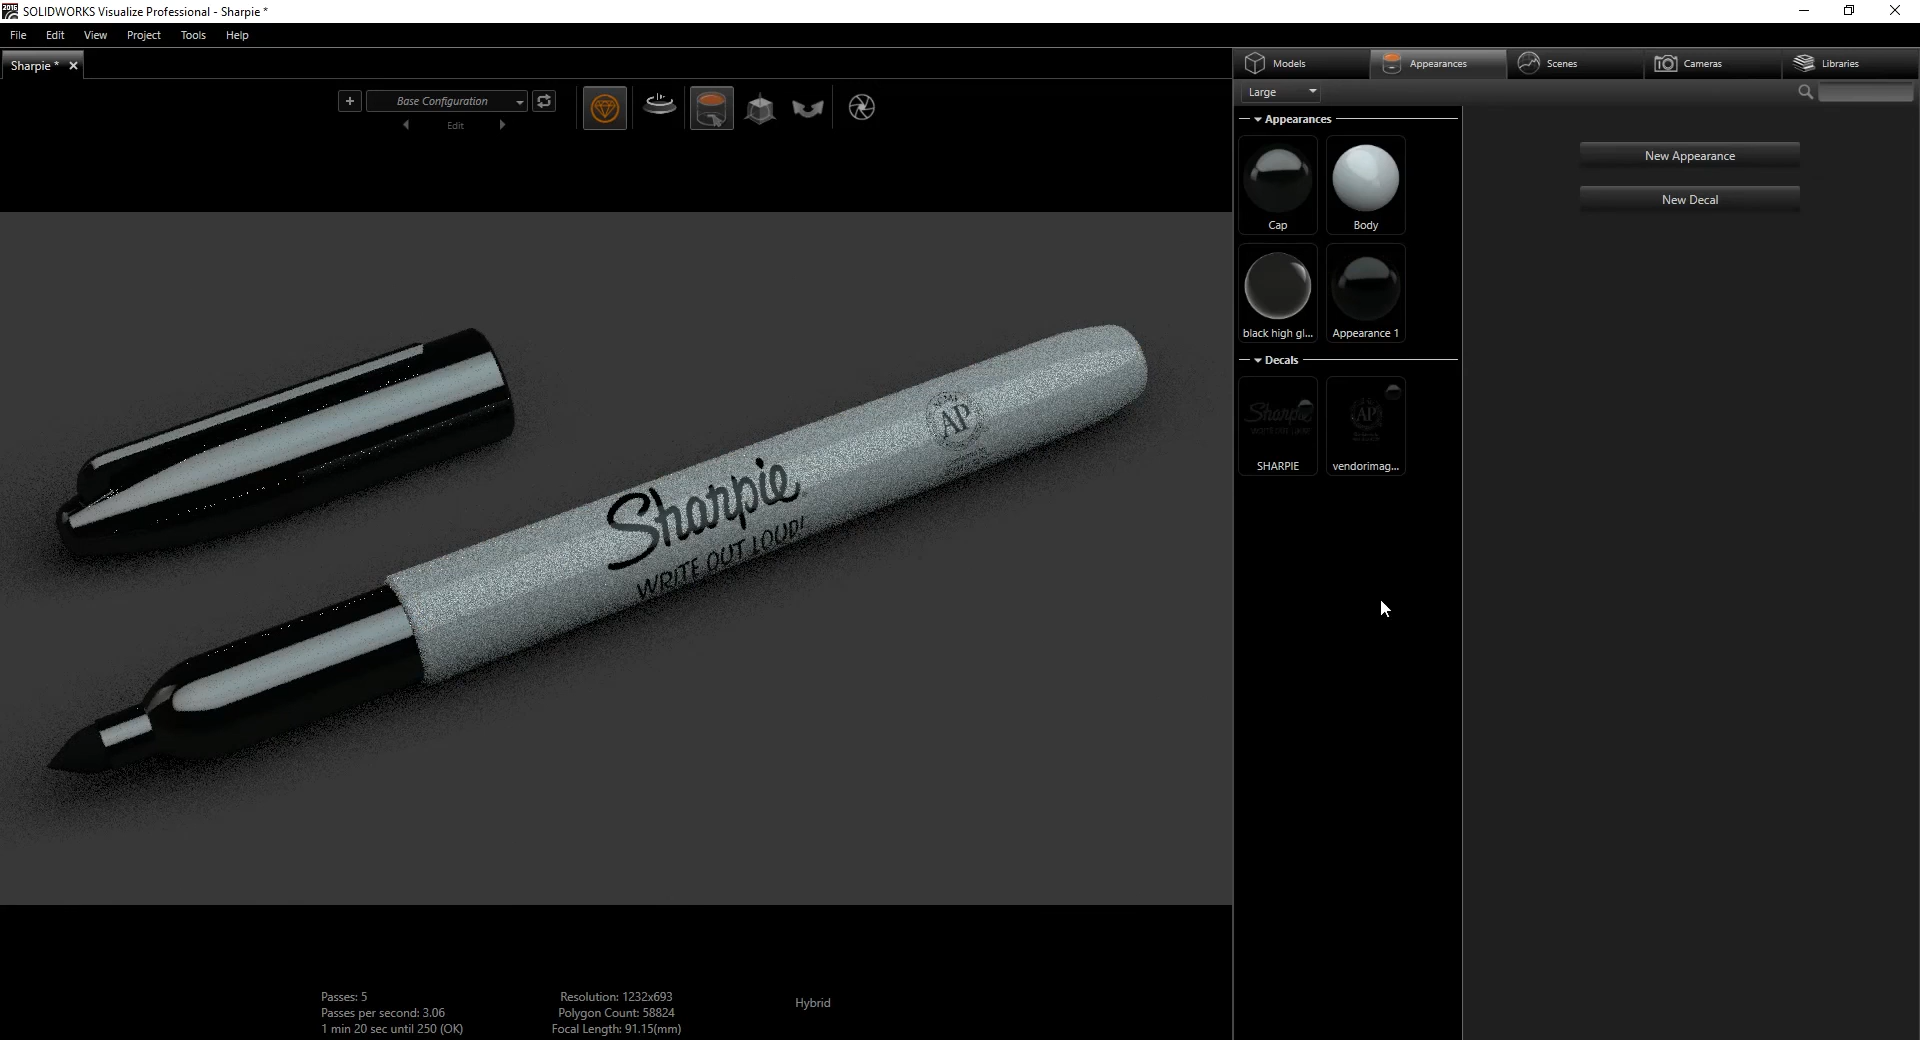 SOLIDWORKS Visualize Professional - Sharpie *
File Edit View Project Tools Help
Sharpie *
Base Configuration
Edit
Models Appearances Scenes Cameras Libraries
Large
Appearances
New Appearance
New Decal
Cap Body
black high gl... Appearance 1
Decals
Sharpie
AP
SHARPIE vendorimag...
AP
Sharpie
WRITE OUT LOUD!
Passes: 5
Passes per second: 3.06
1 min 20 sec until 250 (OK)
Resolution: 1232x693
Polygon Count: 58824
Focal Length: 91.15(mm)
Hybrid